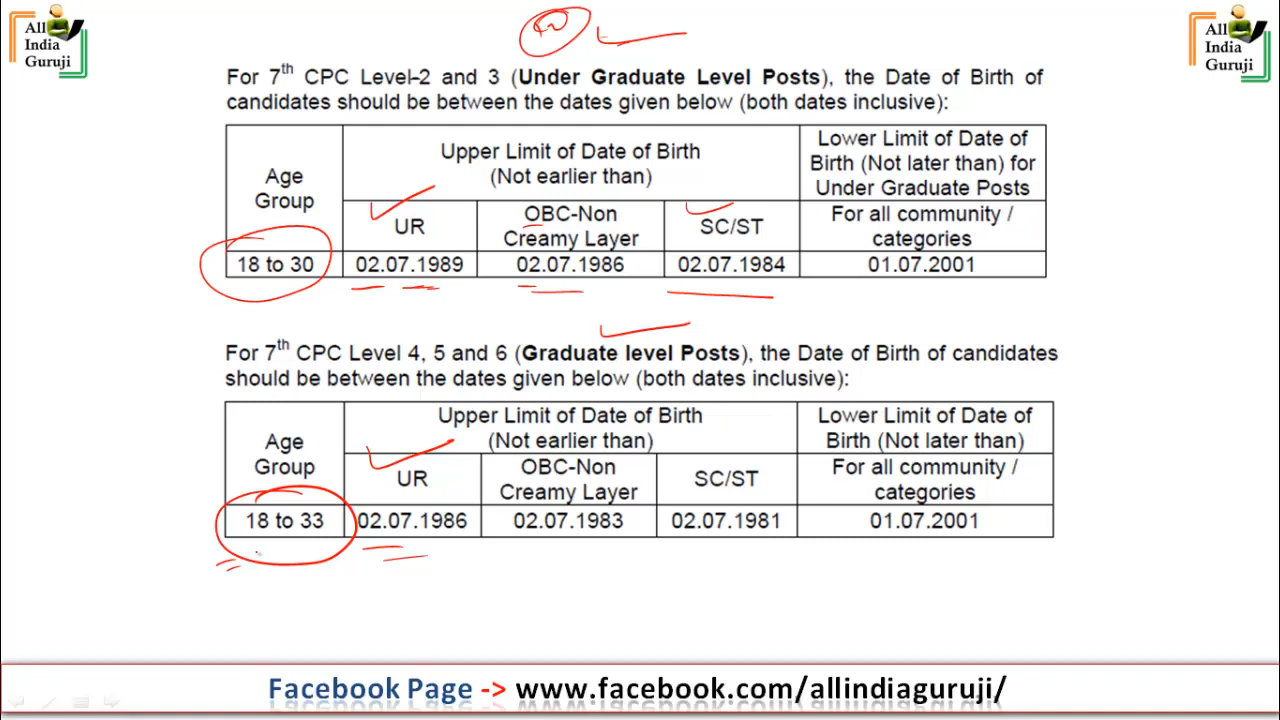 All
India
Guruji
All
India
Guruji
For 7th CPC Level-2 and 3 (Under Graduate Level Posts), the Date of Birth of
candidates should be between the dates given below (both dates inclusive):
Age
Group
Upper Limit of Date of Birth
(Not earlier than)
Lower Limit of Date of
Birth (Not later than) for
Under Graduate Posts
UR
OBC-Non
Creamy Layer
SC/ST
For all community /
categories
18 to 30 02.07.1989 02.07.1986 02.07.1984 01.07.2001
For 7th CPC Level 4, 5 and 6 (Graduate level Posts), the Date of Birth of candidates
should be between the dates given below (both dates inclusive):
Age
Group
Upper Limit of Date of Birth
(Not earlier than)
Lower Limit of Date of
Birth (Not later than)
UR
OBC-Non
Creamy Layer
SC/ST
For all community /
categories
18 to 33 02.07.1986 02.07.1983 02.07.1981 01.07.2001
Facebook Page -> www.facebook.com/allindiaguruji/